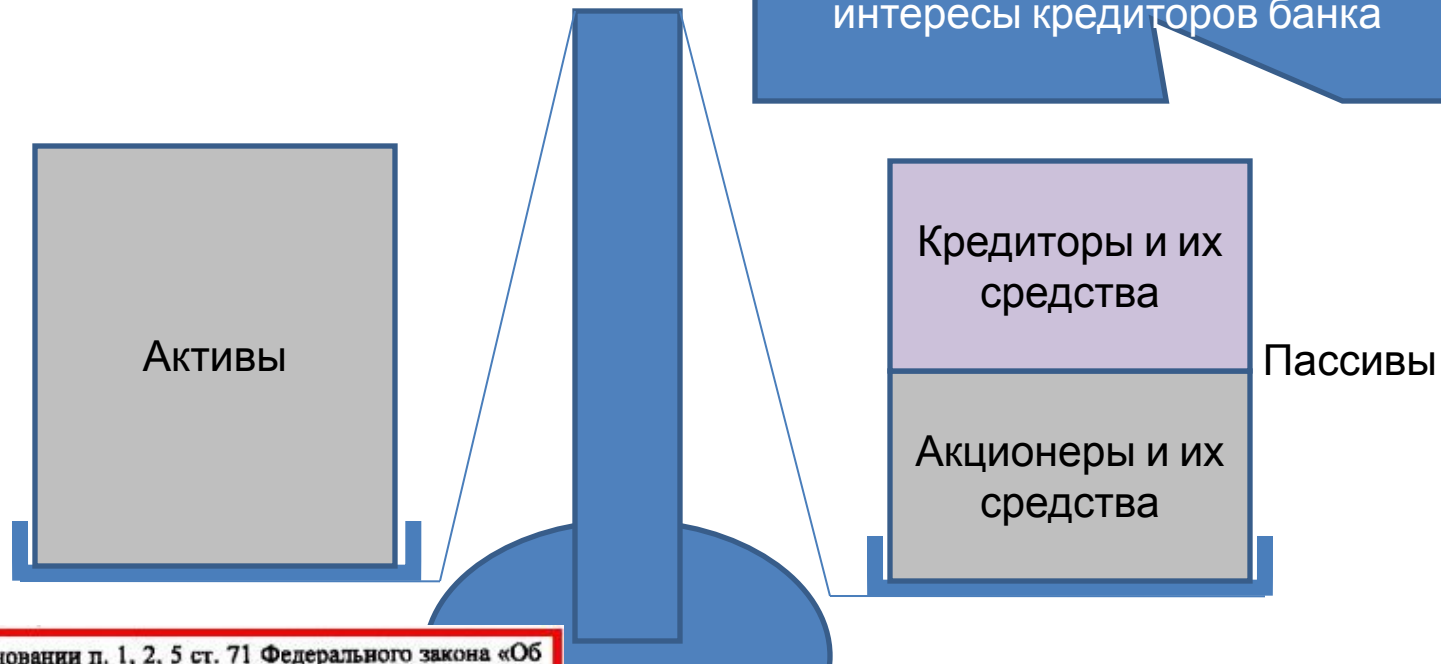 интересы кредиторов банка
Кредиторы и их
средства
Активы
Пассивы
Акционеры и их
средства
п. 1, 2, 5 ст. 71 Федерального закона «Об